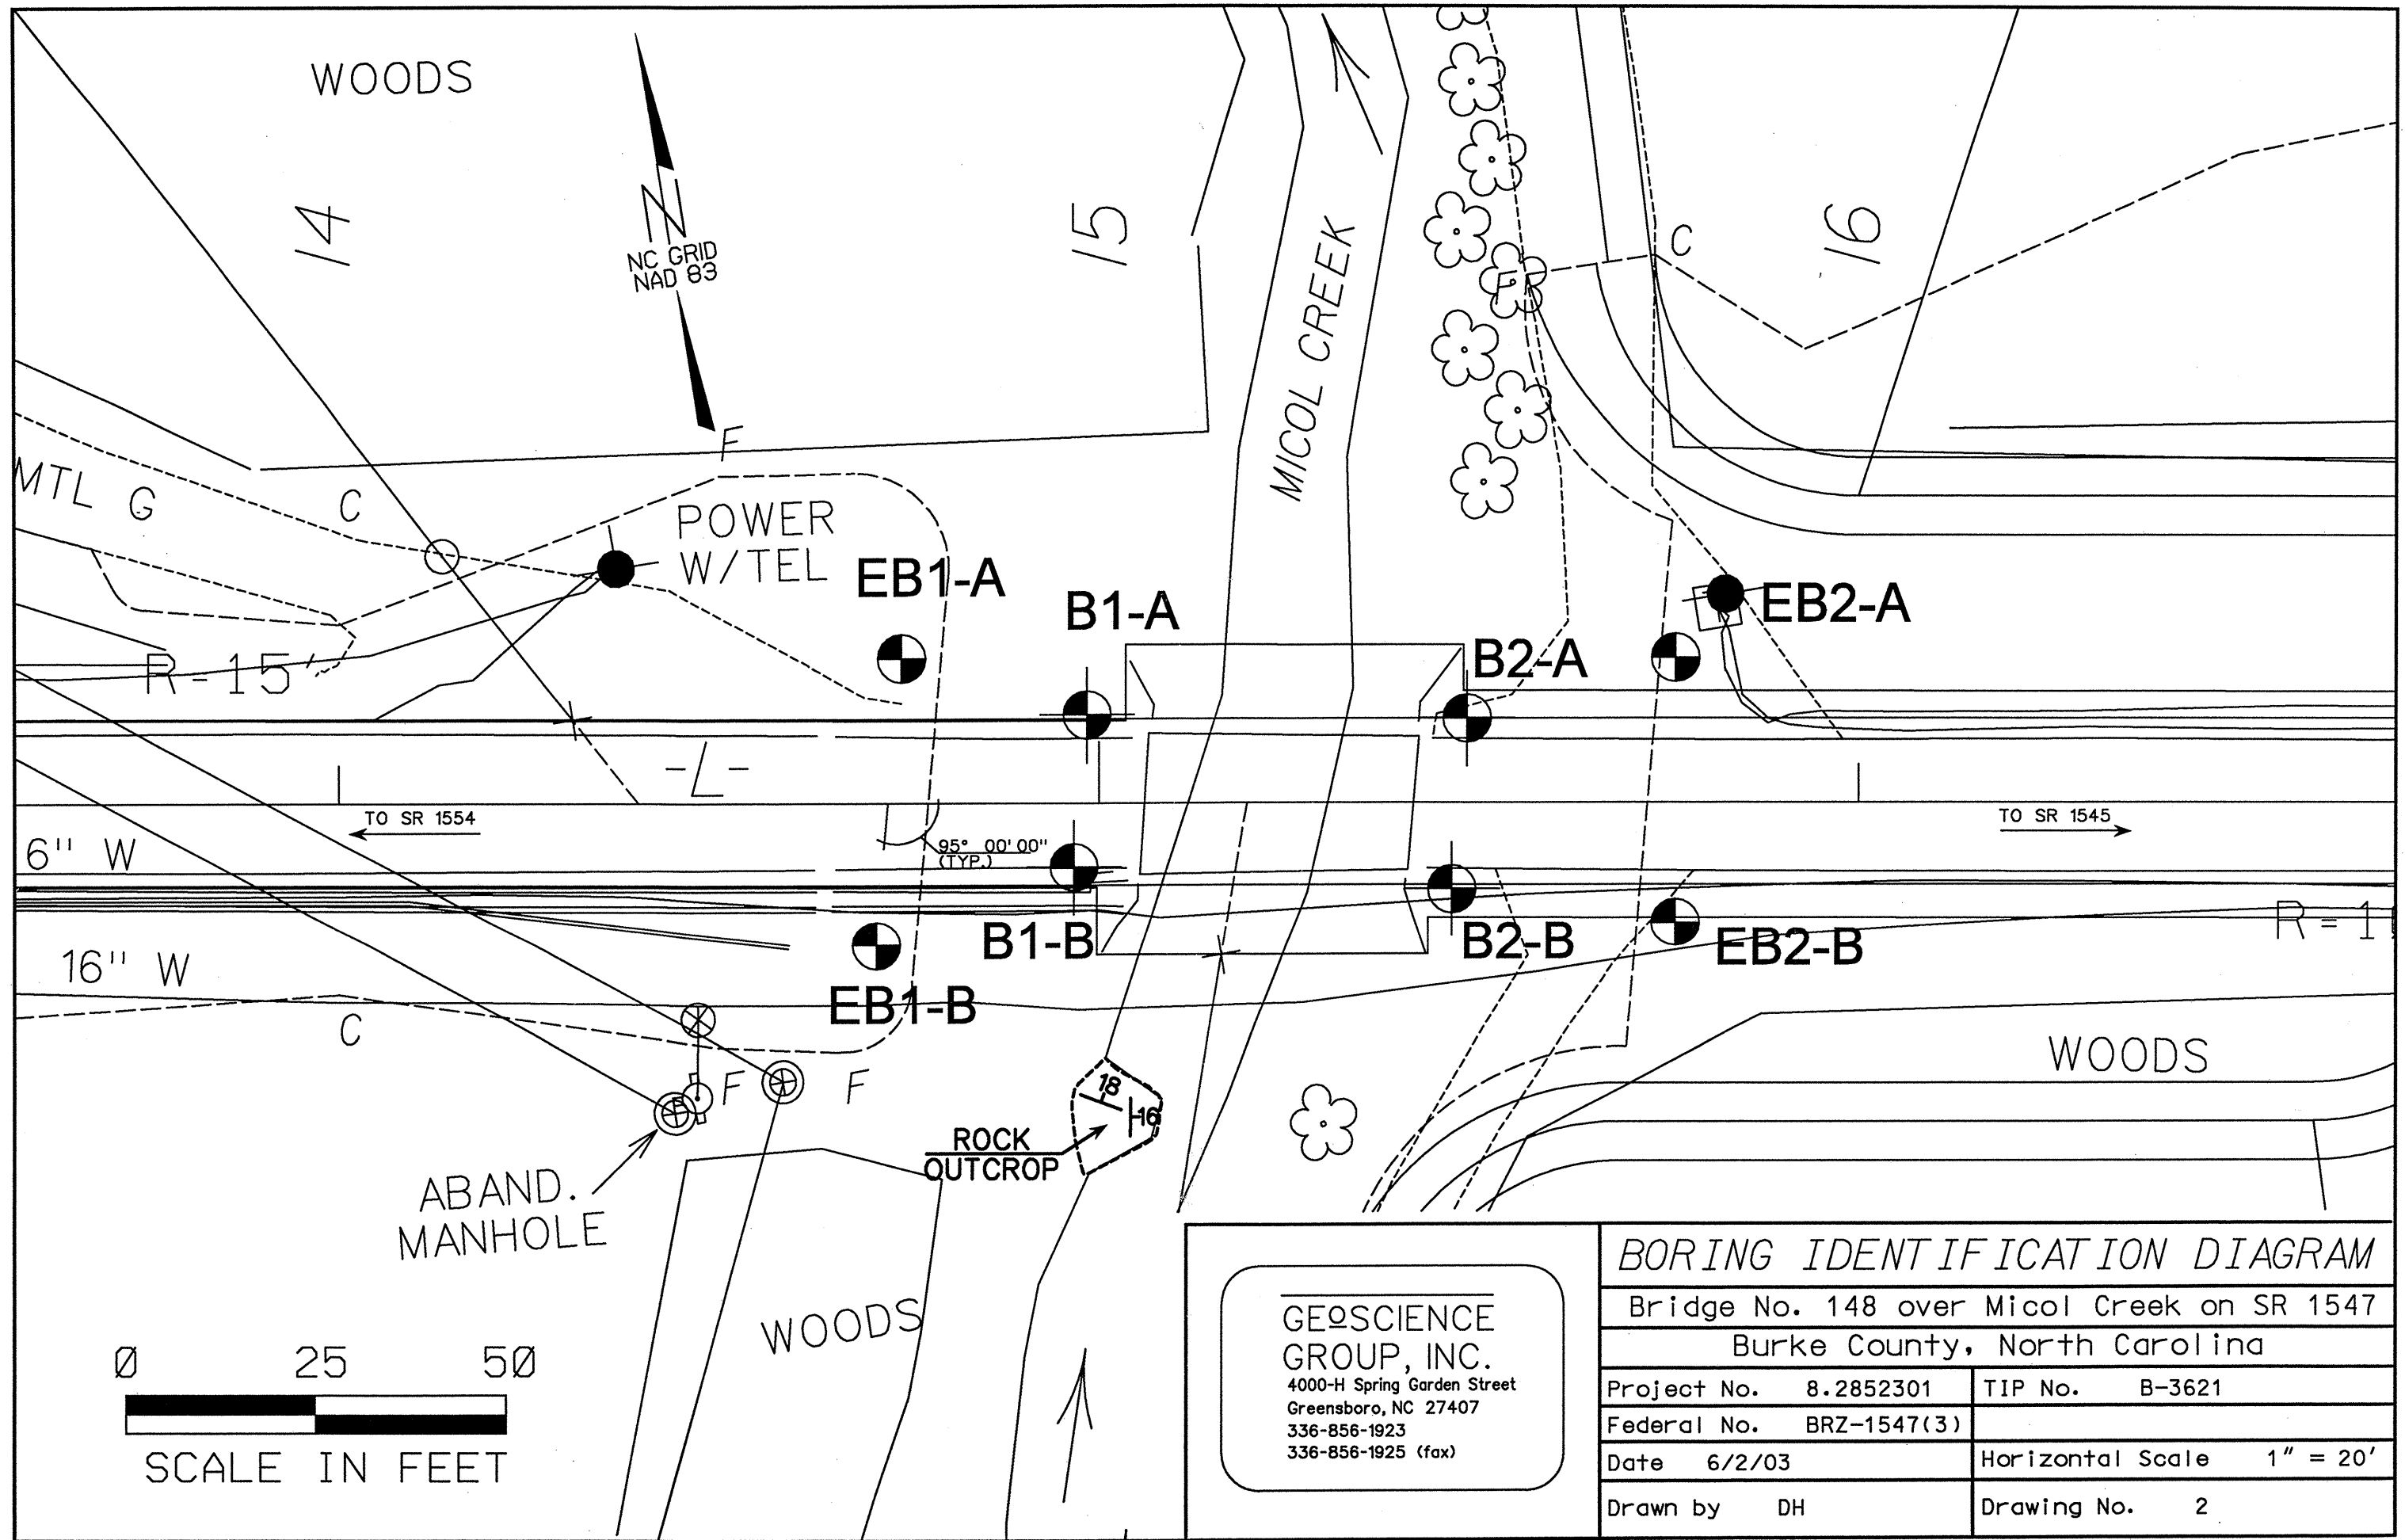 WOODS
14
N
NC GRID
NAD 83
15
MICOL CREEK
16
C
F
F
MTL G
C
POWER
W/TEL
EB1-A
B1-A
B2-A
EB2-A
R-15'
-L-
TO SR 1554
TO SR 1545
6" W
95° 00'00"
(TYP.)
B1-B
B2-B
EB2-B
R=1
16" W
EB1-B
C
F
F
WOODS
18
16
ROCK
OUTCROP
ABAND.
MANHOLE
WOODS
0 25 50
SCALE IN FEET
GEOSCIENCE
GROUP, INC.
4000-H Spring Garden Street
Greensboro, NC 27407
336-856-1923
336-856-1925 (fax)
BORING IDENTIFICATION DIAGRAM
Bridge No. 148 over Micol Creek on SR 1547
Burke County, North Carolina
Project No. 8.2852301
TIP No. B-3621
Federal No. BRZ-1547(3)
Date 6/2/03
Horizontal Scale 1" = 20'
Drawn by DH
Drawing No. 2